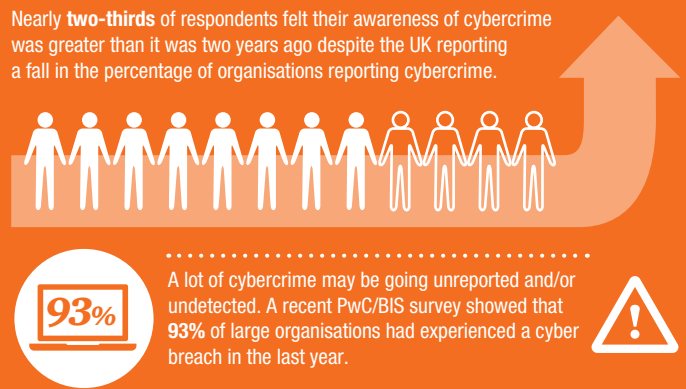 Nearly two-thirds of respondents felt their awareness of cybercrime
was greater than it was two years ago despite the UK reporting
a fall in the percentage of organisations reporting cybercrime.
93%
A lot of cybercrime may be going unreported and/or
undetected. A recent PwC/BIS survey showed that
93% of large organisations had experienced a cyber
breach in the last year.
!